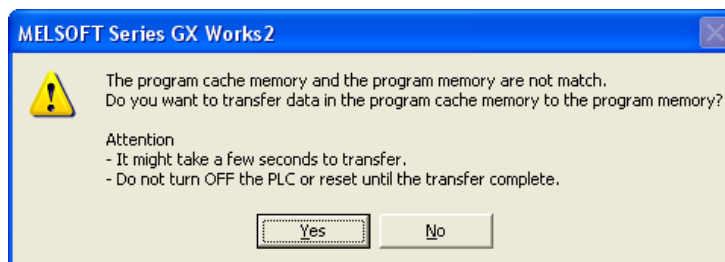 MELSOFT Series GX Works2
The program cache memory and the program memory are not match.
Do you want to transfer data in the program cache memory to the program memory?
Attention
- It might take a few seconds to transfer.
- Do not turn OFF the PLC or reset until the transfer complete.
Yes No